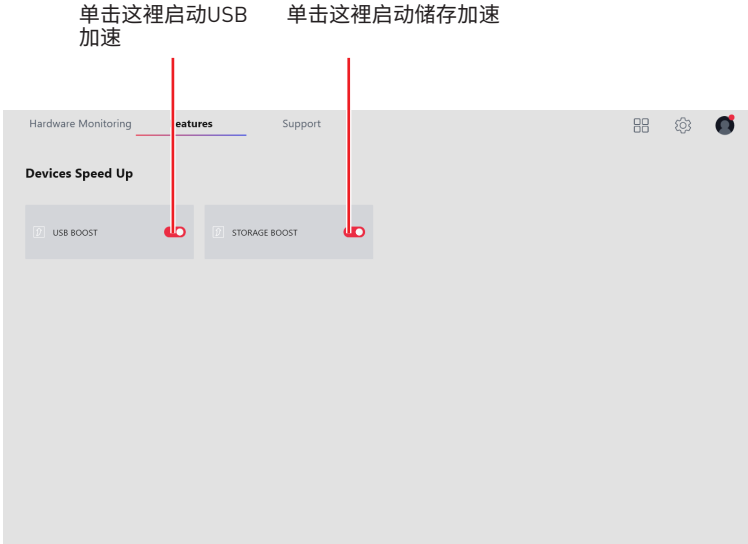 单击这裡启动USB
加速
单击这裡启动储存加速
Hardware Monitoring
eatures
Support
Devices Speed Up
USB BOOST
STORAGE BOOST